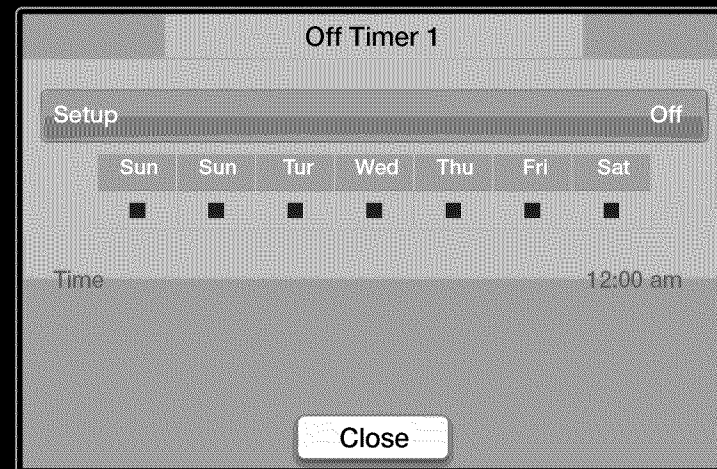 Off Timer 1
Setup Off
Sun Sun Tur Wed Thu Fri Sat
Time 12:00 am
Close